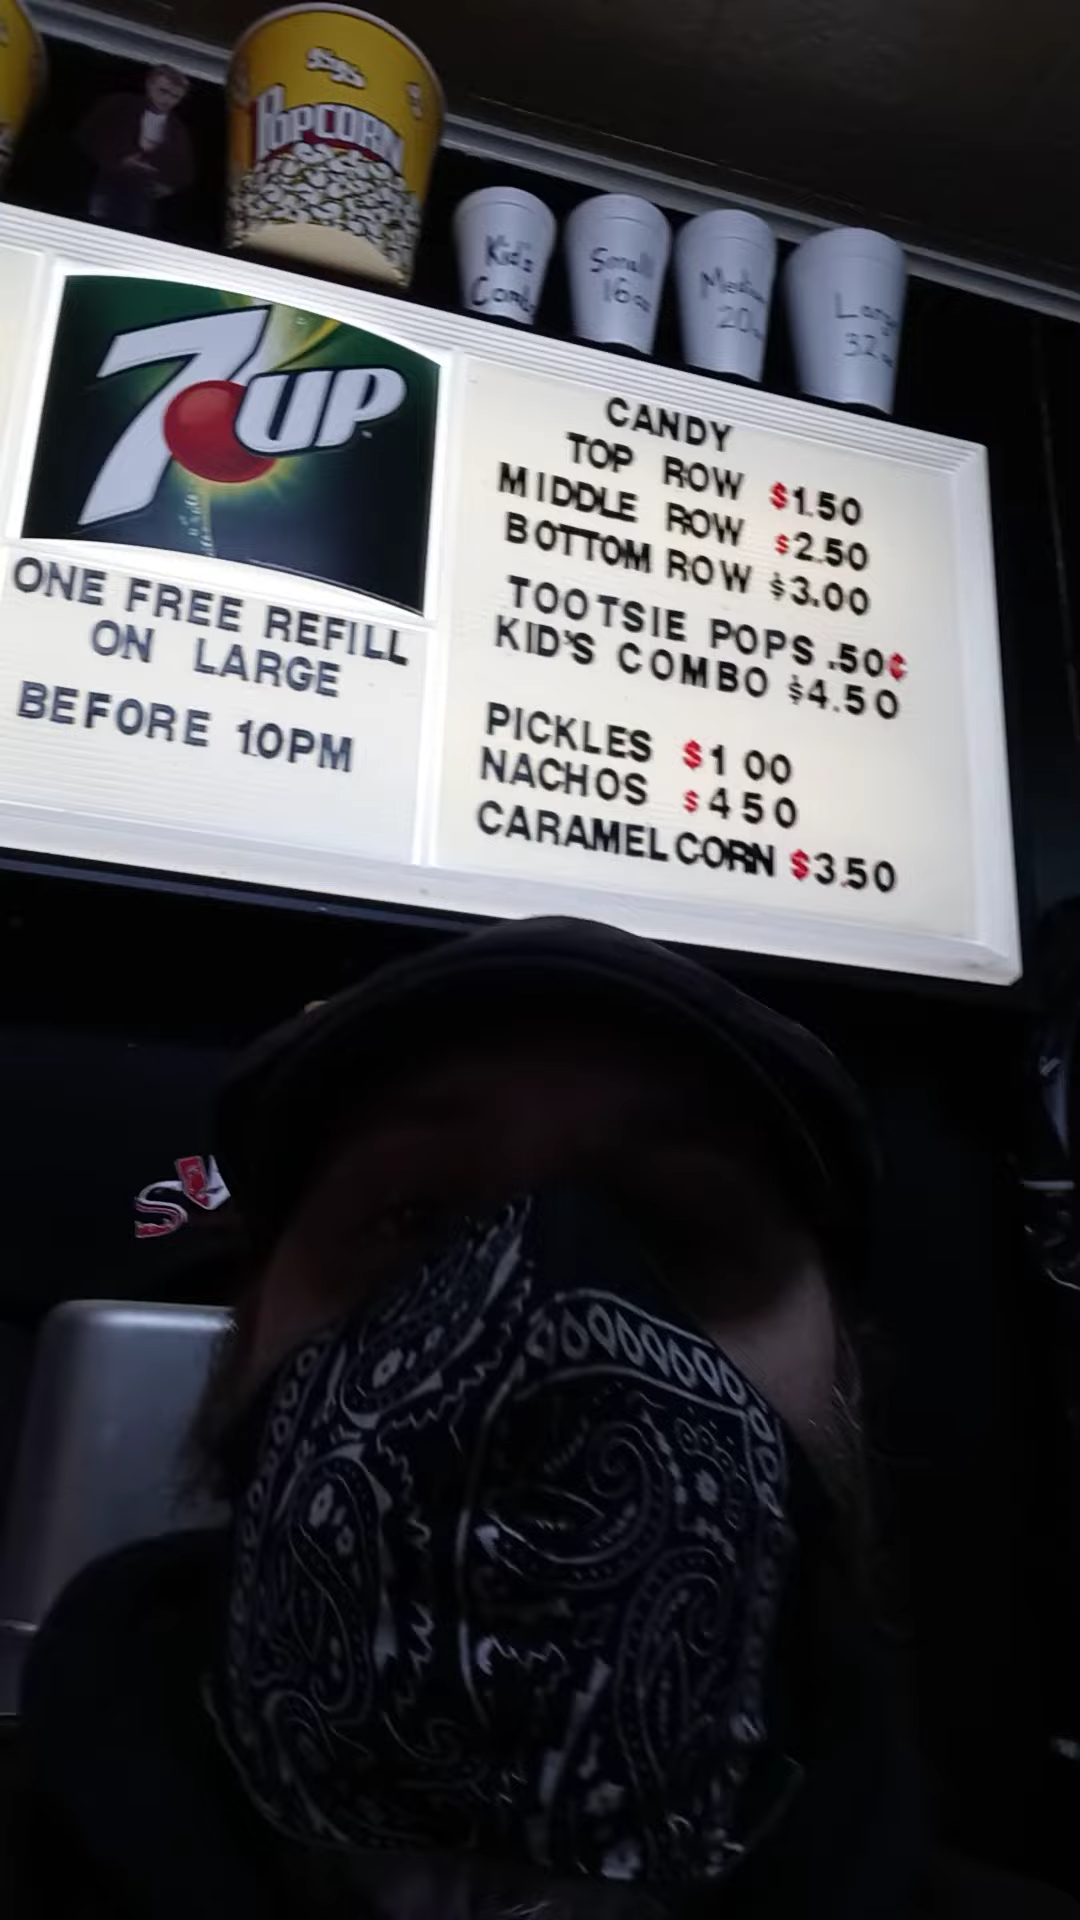 POPCORN
Kid's
Combo
Small
16oz
Medium
20oz
Large
32oz
7UP
ONE FREE REFILL
ON LARGE
BEFORE 10PM
CANDY
TOP ROW $1.50
MIDDLE ROW $2.50
BOTTOM ROW $3.00
TOOTSIE POPS .50¢
KID'S COMBO $4.50
PICKLES $1 00
NACHOS $4 50
CARAMEL CORN $3.50